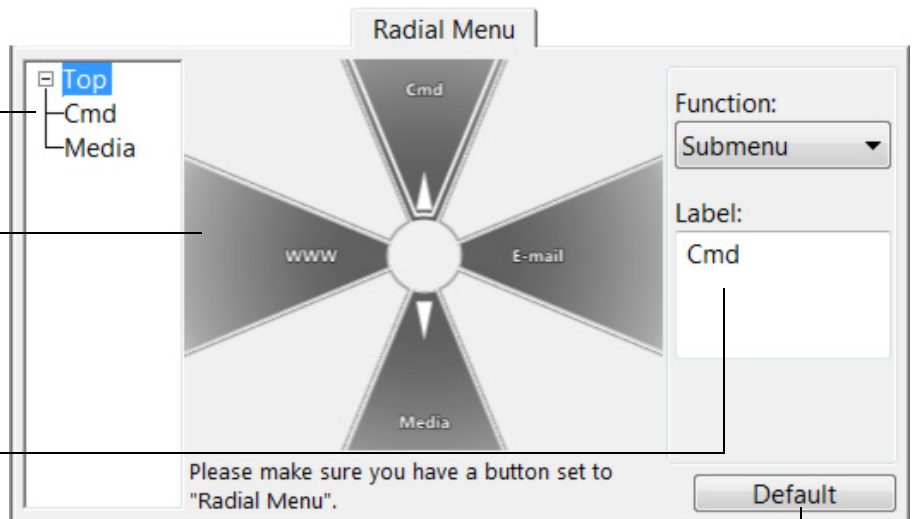 Radial Menu
Top
Cmd
Media
Cmd
WWW
E-mail
Media
Please make sure you have a button set to
"Radial Menu".
Function:
Submenu
Label:
Cmd
Default